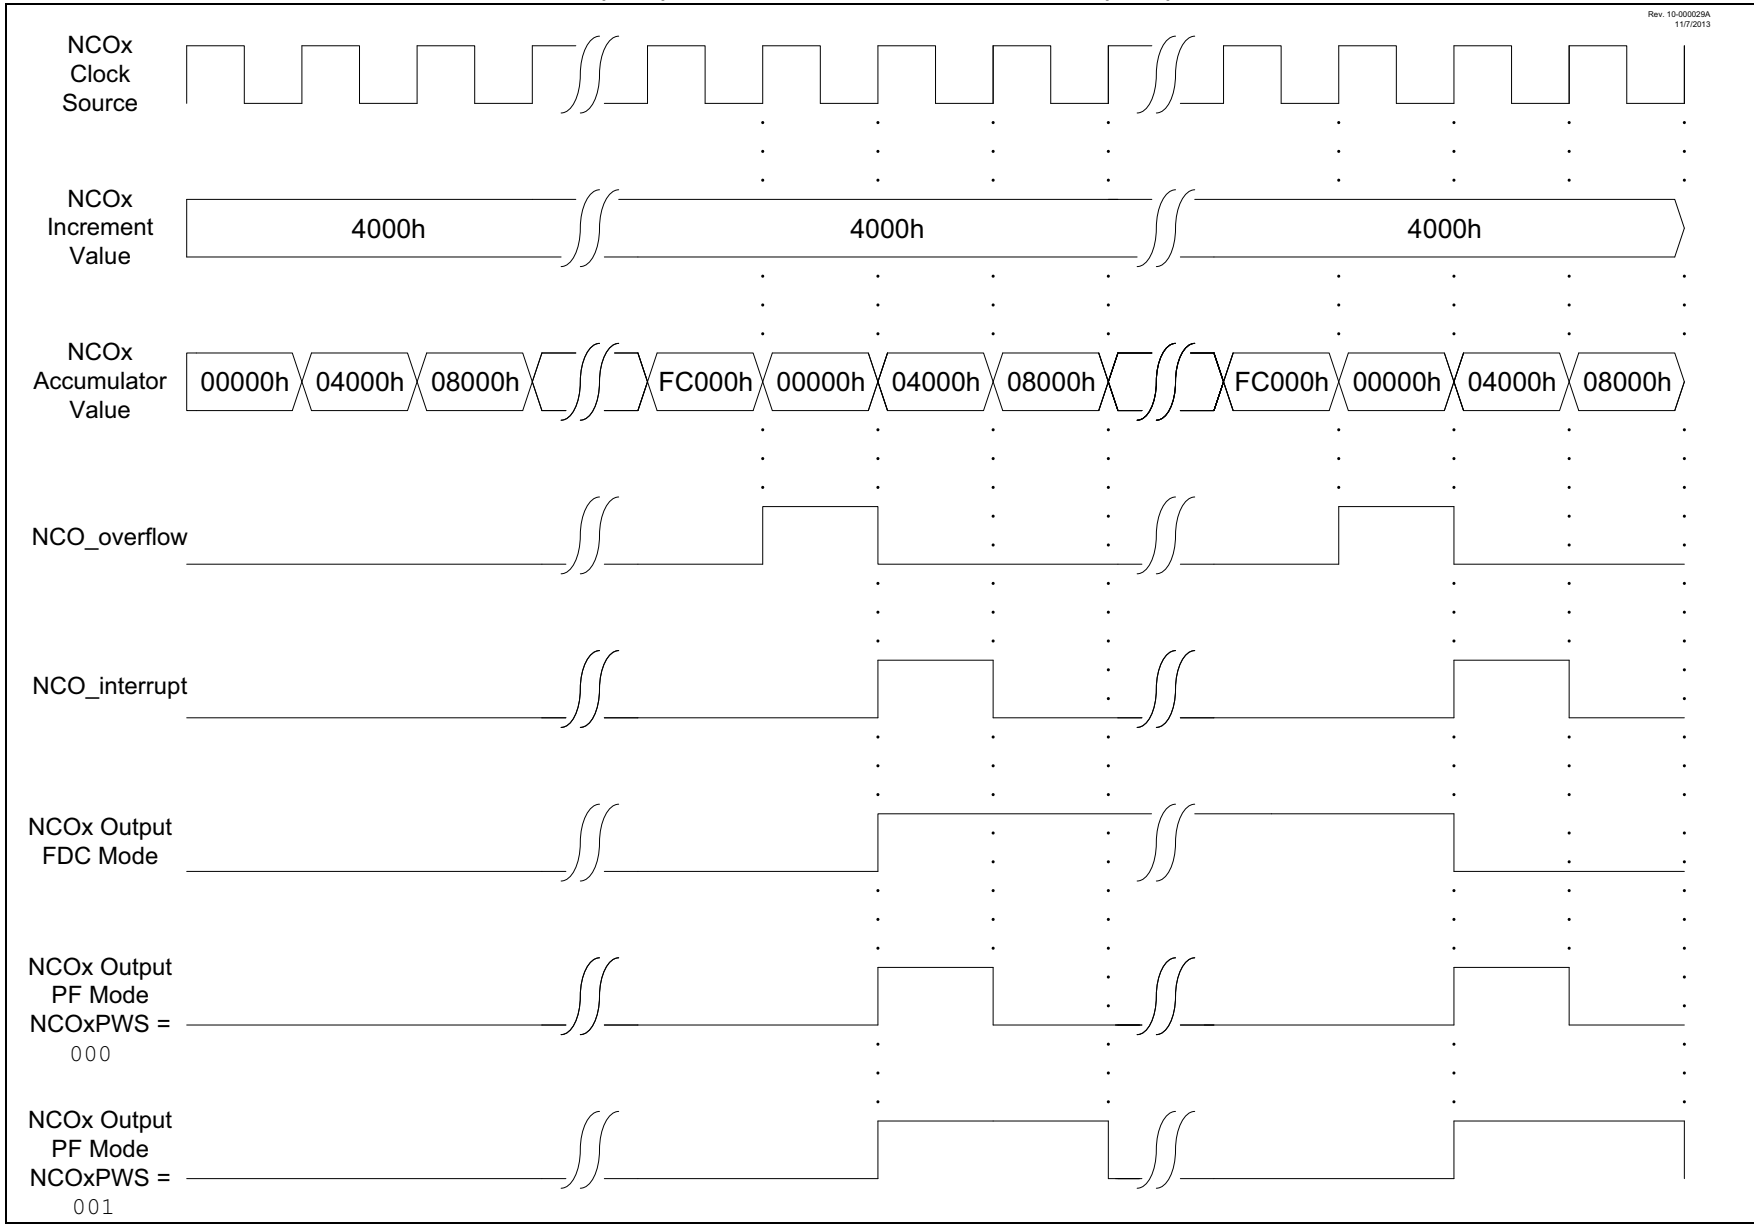 Rev. 10-000029A
11/7/2013
NCOx
Clock
Source
NCOx
Increment
Value
4000h
4000h
4000h
NCOx
Accumulator
Value
00000h
04000h
08000h
FC000h
00000h
04000h
08000h
FC000h
00000h
04000h
08000h
NCO_overflow
NCO_interrupt
NCOx Output
FDC Mode
NCOx Output
PF Mode
NCOxPWS =
000
NCOx Output
PF Mode
NCOxPWS =
001